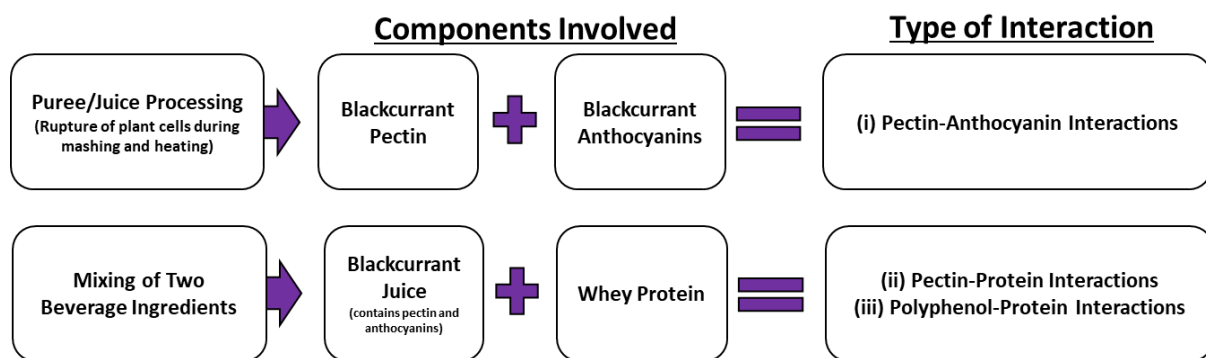 Components Involved
Type of Interaction
Puree/Juice Processing
(Rupture of plant cells during
mashing and heating)
Blackcurrant
Pectin
Blackcurrant
Anthocyanins
(i) Pectin-Anthocyanin Interactions
Mixing of Two
Beverage Ingredients
Blackcurrant
Juice
(contains pectin and
anthocyanins)
Whey Protein
(ii) Pectin-Protein Interactions
(iii) Polyphenol-Protein Interactions